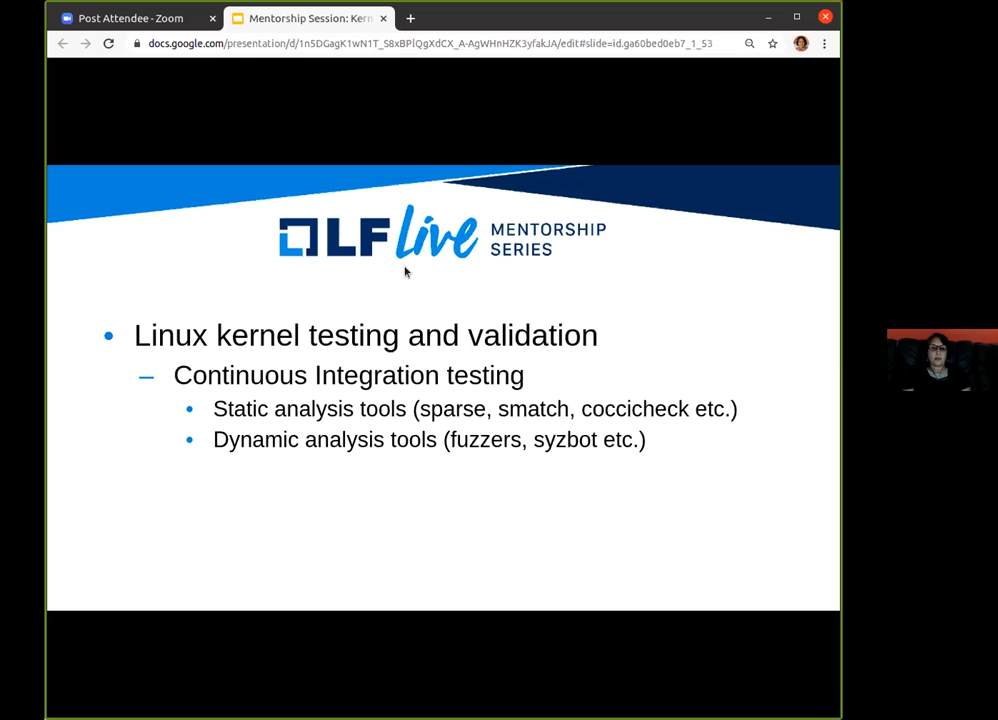 Post Attendee - Zoom
Mentorship Session: Kern
docs.google.com/presentation/d/1n5DGagK1wN1T_S8xBPlQgXdCX_A-AgWHnHZK3yfakJA/edit#slide=id.ga60bed0eb7_1_53
LF Live MENTORSHIP
SERIES
• Linux kernel testing and validation
– Continuous Integration testing
• Static analysis tools (sparse, smatch, coccicheck etc.)
• Dynamic analysis tools (fuzzers, syzbot etc.)